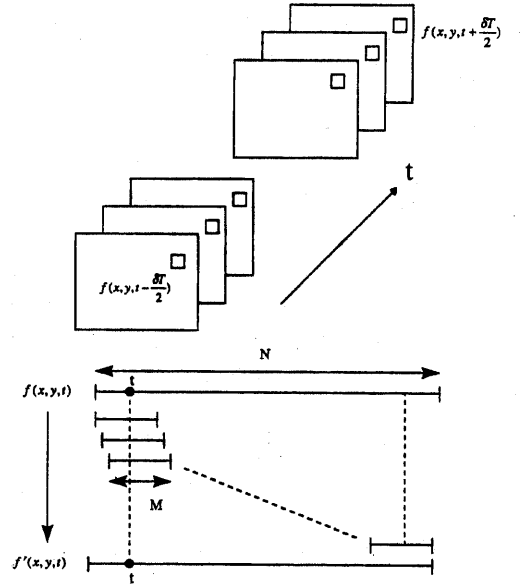 f(x,y,t+δT/2)
t
f(x,y,t-δT/2)
N
f(x,y,t)
t
M
f'(x,y,t)
t